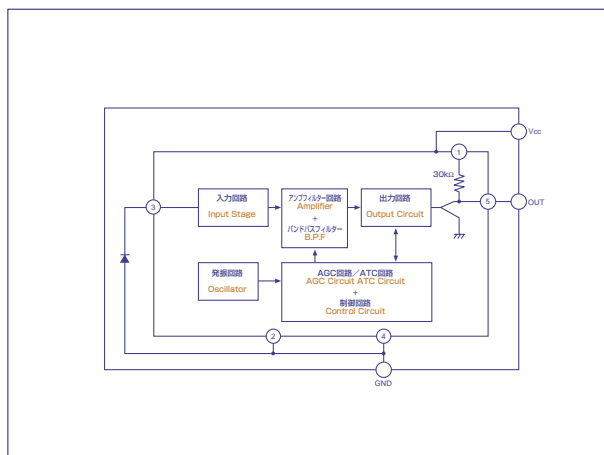 Vcc
1
30kΩ
入力回路
Input Stage
アンプフィルター回路
Amplifier
+
バンドパスフィルター
B.P.F
出力回路
Output Circuit
3
5
OUT
発振回路
Oscillator
AGC回路／ATC回路
AGC Circuit ATC Circuit
+
制御回路
Control Circuit
2
4
GND